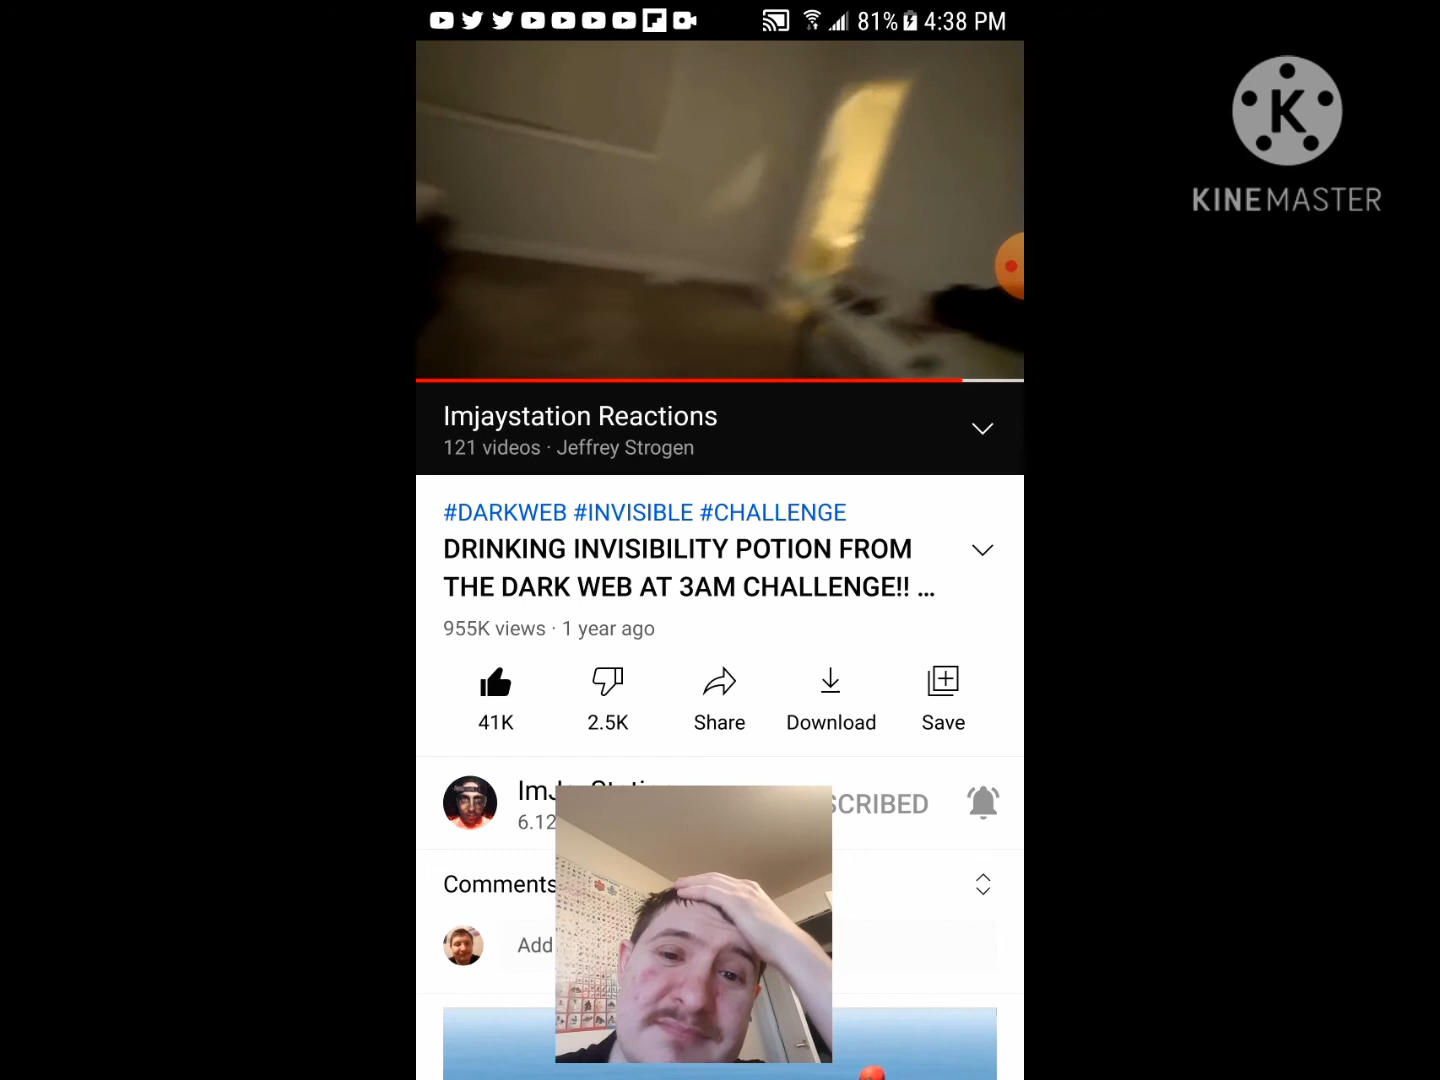 81% 4:38 PM
K
KINEMASTER
Imjaystation Reactions
121 videos · Jeffrey Strogen
#DARKWEB #INVISIBLE #CHALLENGE
DRINKING INVISIBILITY POTION FROM
THE DARK WEB AT 3AM CHALLENGE!! ...
955K views · 1 year ago
41K 2.5K Share Download Save
SCRIBED
6.12
Comments
Add